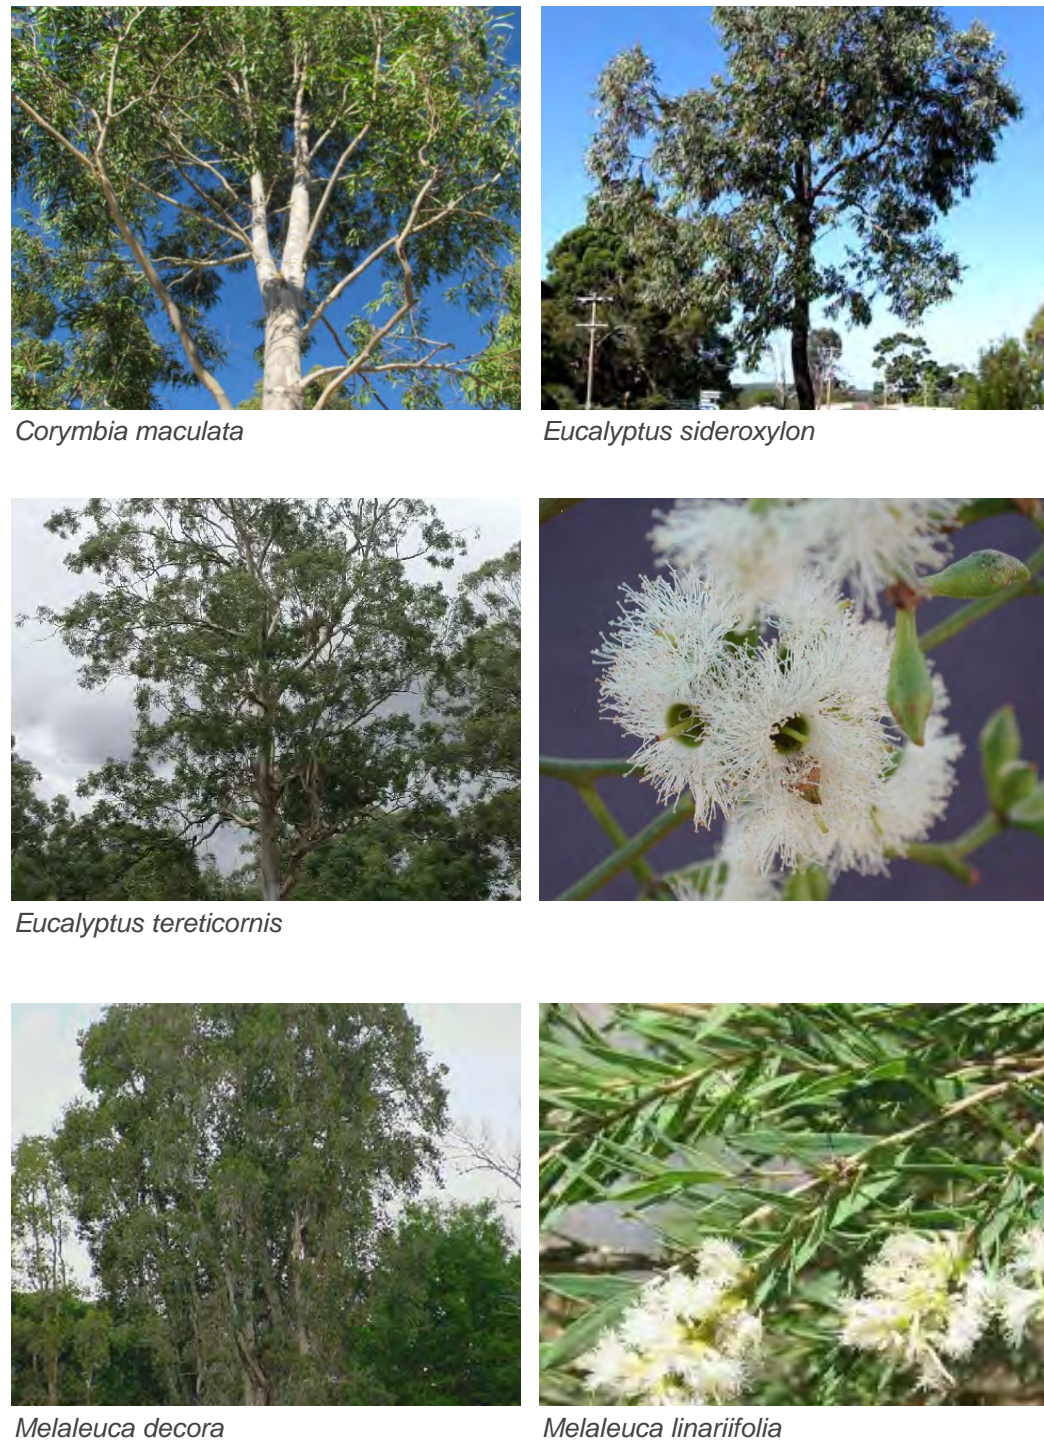 Corymbia maculata
Eucalyptus sideroxylon
Eucalyptus tereticornis
Melaleuca decora
Melaleuca linariifolia